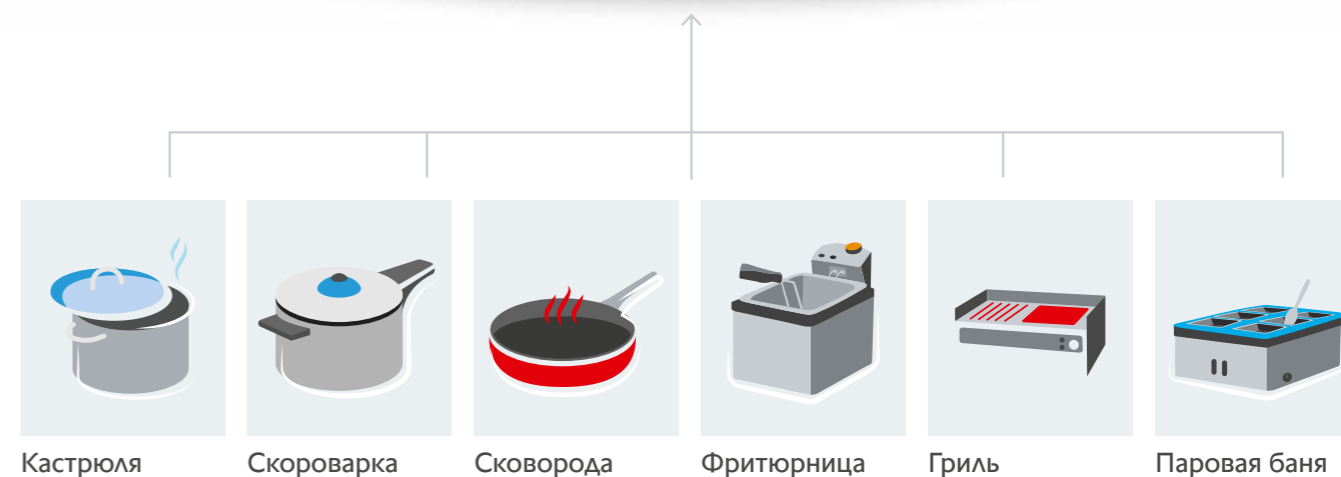 Кастрюля
Скороварка
Сковорода
Фритюрница
Гриль
Паровая баня